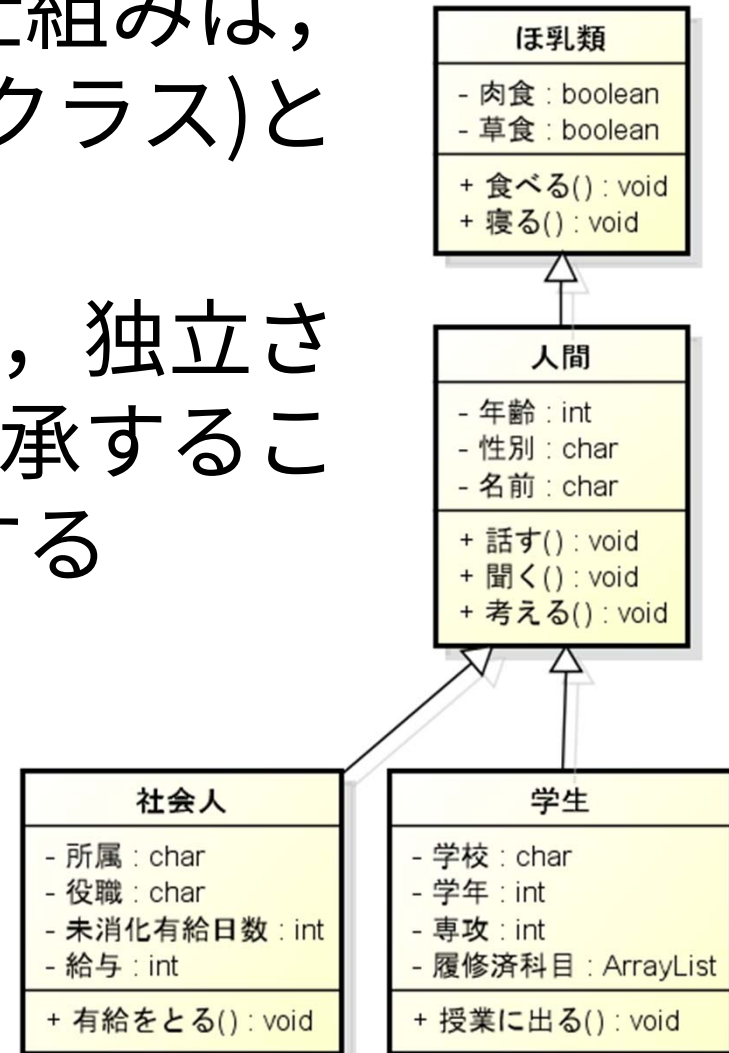 仕組みは，
クラス)と
，独立さ
承するこ
する
ほ乳類
- 肉食 : boolean
- 草食 : boolean
+ 食べる() : void
+ 寝る() : void
人間
- 年齢 : int
- 性別 : char
- 名前 : char
+ 話す() : void
+ 聞く() : void
+ 考える() : void
社会人
- 所属 : char
- 役職 : char
- 未消化有給日数 : int
- 給与 : int
+ 有給をとる() : void
学生
- 学校 : char
- 学年 : int
- 専攻 : int
- 履修済科目 : ArrayList
+ 授業に出る() : void